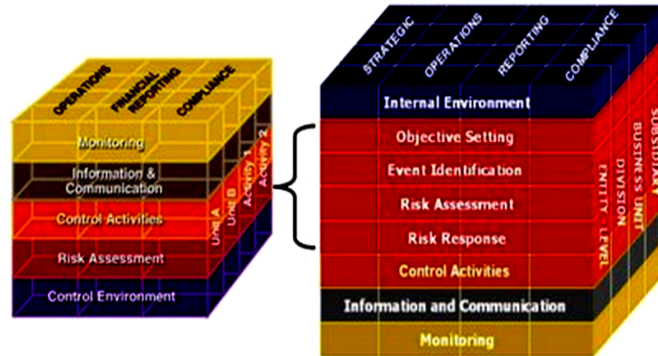 OPERATIONS
FINANCIAL
REPORTING
COMPLIANCE
Monitoring
Information &
Communication
Control Activities
Risk Assessment
Control Environment
Unit A
Unit B
Activity 1
Activity 2
STRATEGIC
OPERATIONS
REPORTING
COMPLIANCE
Internal Environment
Objective Setting
Event Identification
Risk Assessment
Risk Response
Control Activities
Information and Communication
Monitoring
ENTITY LEVEL
DIVISION
BUSINESS UNIT
SUBSIDIARY